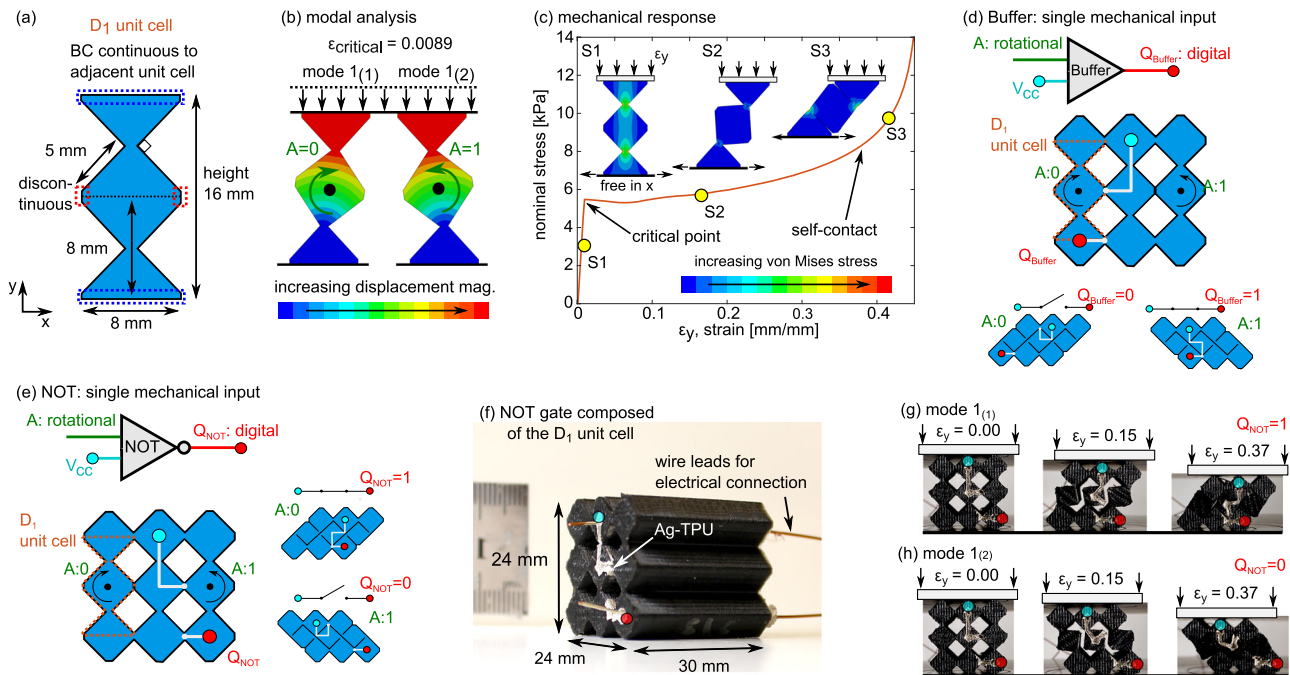 (a)
D1 unit cell
BC continuous to
adjacent unit cell
5 mm
discon-
tinuous
height
16 mm
8 mm
8 mm
y
x
(b) modal analysis
εcritical = 0.0089
mode 1(1)
mode 1(2)
A=0
A=1
increasing displacement mag.
(c) mechanical response
nominal stress [kPa]
14
12
10
8
6
4
2
0
S1
εy
S2
S3
free in x
S3
S2
S1
critical point
self-contact
increasing von Mises stress
0
0.1
0.2
0.3
0.4
εy, strain [mm/mm]
(d) Buffer: single mechanical input
A: rotational
QBuffer: digital
Buffer
VCC
D1
unit cell
A:0
A:1
QBuffer
QBuffer=0
QBuffer=1
A:0
A:1
(e) NOT: single mechanical input
A: rotational
QNOT: digital
NOT
VCC
QNOT=1
A:0
D1
unit cell
A:0
A:1
QNOT=0
A:1
QNOT
(f) NOT gate composed
of the D1 unit cell
wire leads for
electrical connection
Ag-TPU
24 mm
24 mm
30 mm
(g) mode 1(1)
QNOT=1
εy = 0.00
εy = 0.15
εy = 0.37
(h) mode 1(2)
QNOT=0
εy = 0.00
εy = 0.15
εy = 0.37